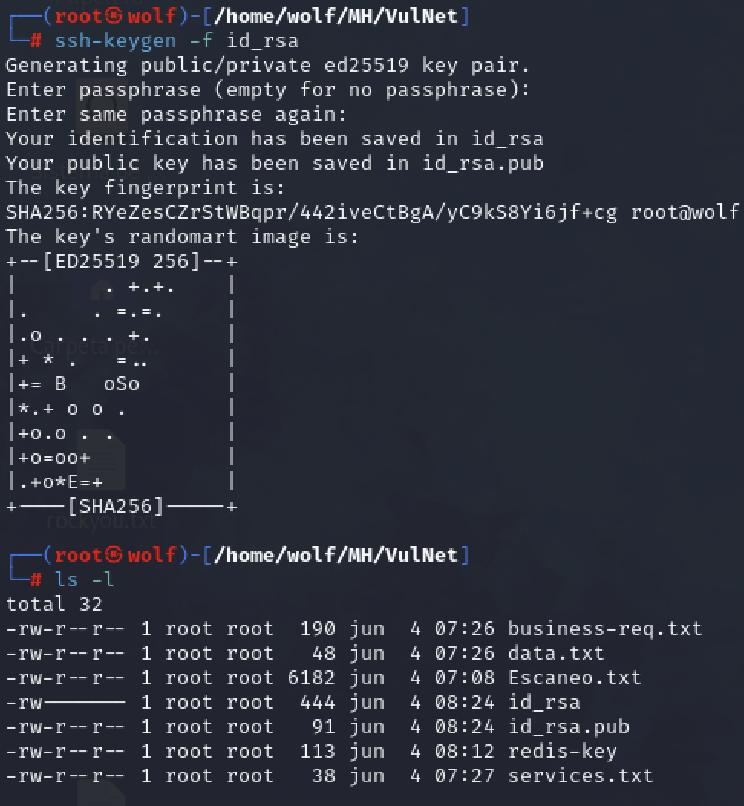 ┌──(root㉿wolf)-[/home/wolf/MH/VulNet]
└─# ssh-keygen -f id_rsa
Generating public/private ed25519 key pair.
Enter passphrase (empty for no passphrase):
Enter same passphrase again:
Your identification has been saved in id_rsa
Your public key has been saved in id_rsa.pub
The key fingerprint is:
SHA256:RYeZesCZrStWBqpr/442iveCtBgA/yC9kS8Yi6jf+cg root@wolf
The key's randomart image is:
+--[ED25519 256]--+
|       . +.+.    |
|.     . =.=.     |
|.o . . . +.      |
|+ * .   =..      |
|+= B   oSo       |
|*.+ o o .        |
|+o.o . .         |
|+o=oo+           |
|.+o*E=+          |
+----[SHA256]-----+
┌──(root㉿wolf)-[/home/wolf/MH/VulNet]
└─# ls -l
total 32
-rw-r--r-- 1 root root  190 jun  4 07:26 business-req.txt
-rw-r--r-- 1 root root   48 jun  4 07:26 data.txt
-rw-r--r-- 1 root root 6182 jun  4 07:08 Escaneo.txt
-rw------- 1 root root  444 jun  4 08:24 id_rsa
-rw-r--r-- 1 root root   91 jun  4 08:24 id_rsa.pub
-rw-r--r-- 1 root root  113 jun  4 08:12 redis-key
-rw-r--r-- 1 root root   38 jun  4 07:27 services.txt
rockyou.txt